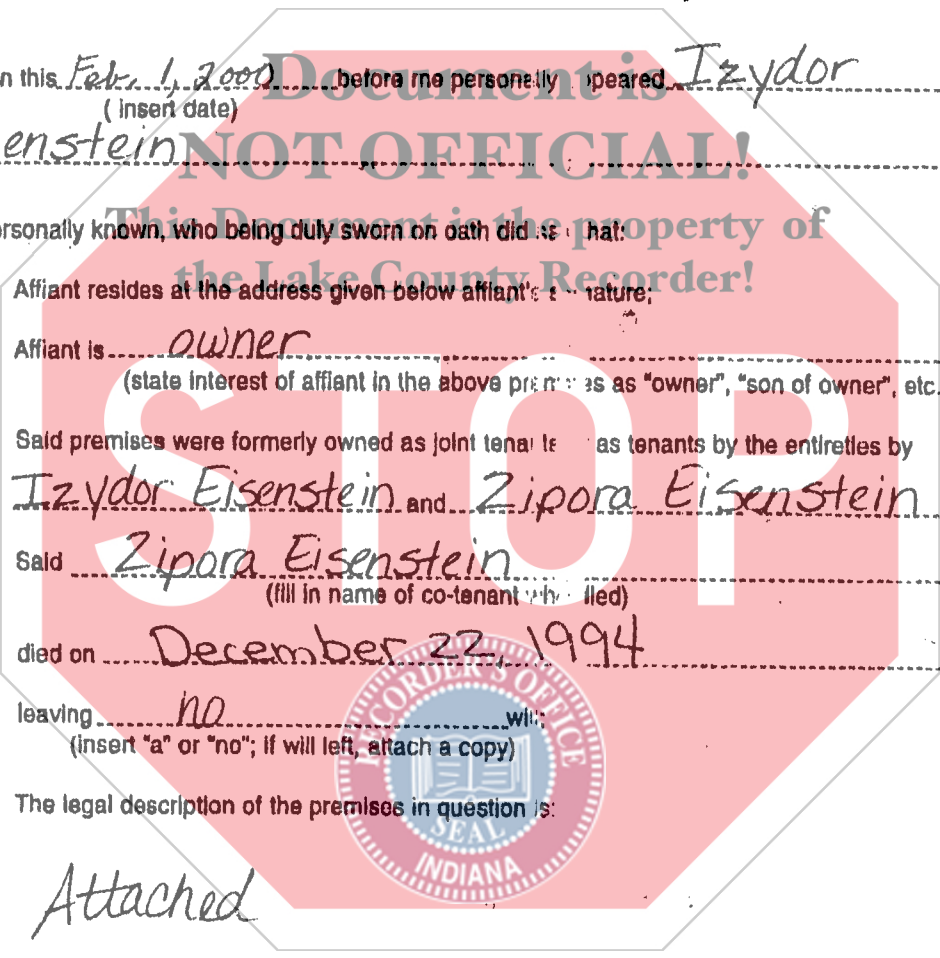 n this Feb. 1, 2000 before me personally peared Izydor
( insert date)
enstein
ersonally known, who being duly sworn on oath did hat:
Affiant resides at the address given below affiant's nature;
Affiant is owner
(state interest of affiant in the above as "owner", "son of owner", etc.
Said premises were formerly owned as joint as tenants by the entireties by
Izydor Eisenstein and Zipora Eisenstein
Said Zipora Eisenstein
(fill in name of co-tenant died)
died on December 22, 1994
leaving no will;
(insert "a" or "no"; if will left, attach a copy)
The legal description of the premises in question is:
Attached
Document is
NOT OFFICIAL!
This Document is the property of
the Lake County Recorder!
STOP
RECORDER'S OFFICE
SEAL
INDIANA